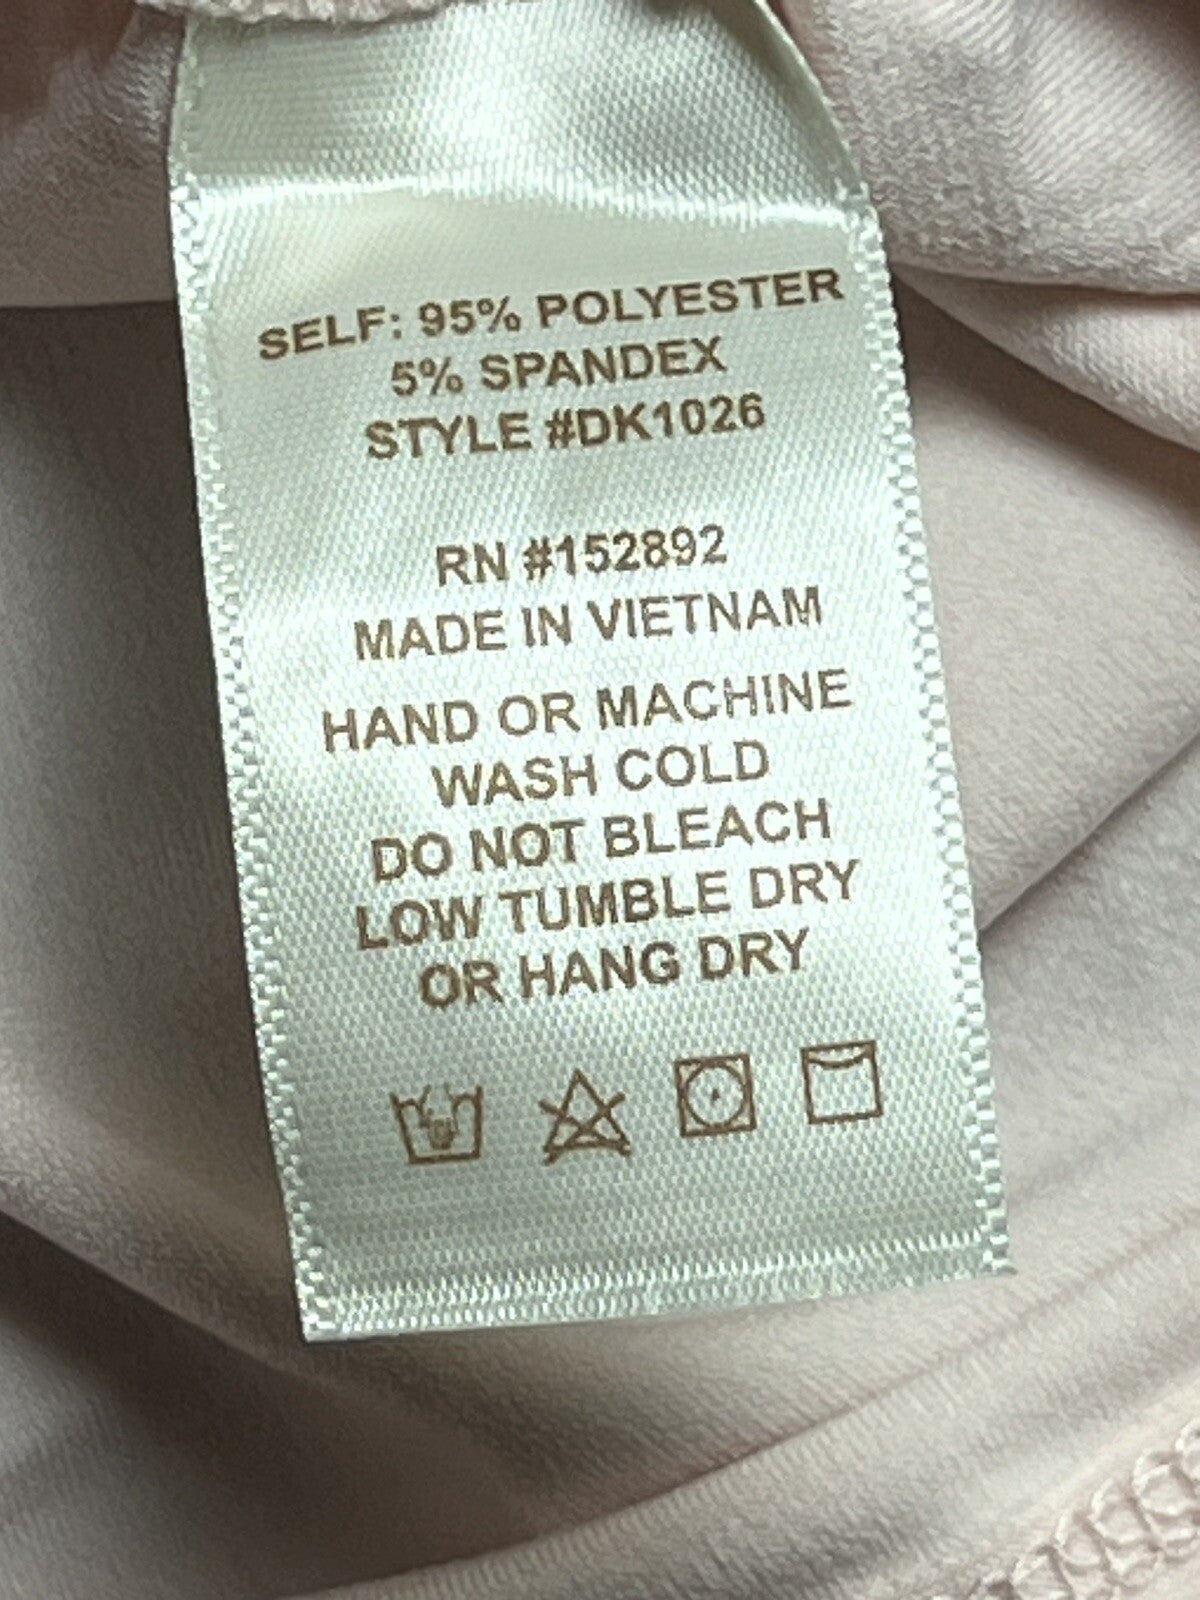 SELF: 95% POLYESTER
5% SPANDEX
STYLE #DK1026
RN #152892
MADE IN VIETNAM
HAND OR MACHINE
WASH COLD
DO NOT BLEACH
LOW TUMBLE DRY
OR HANG DRY